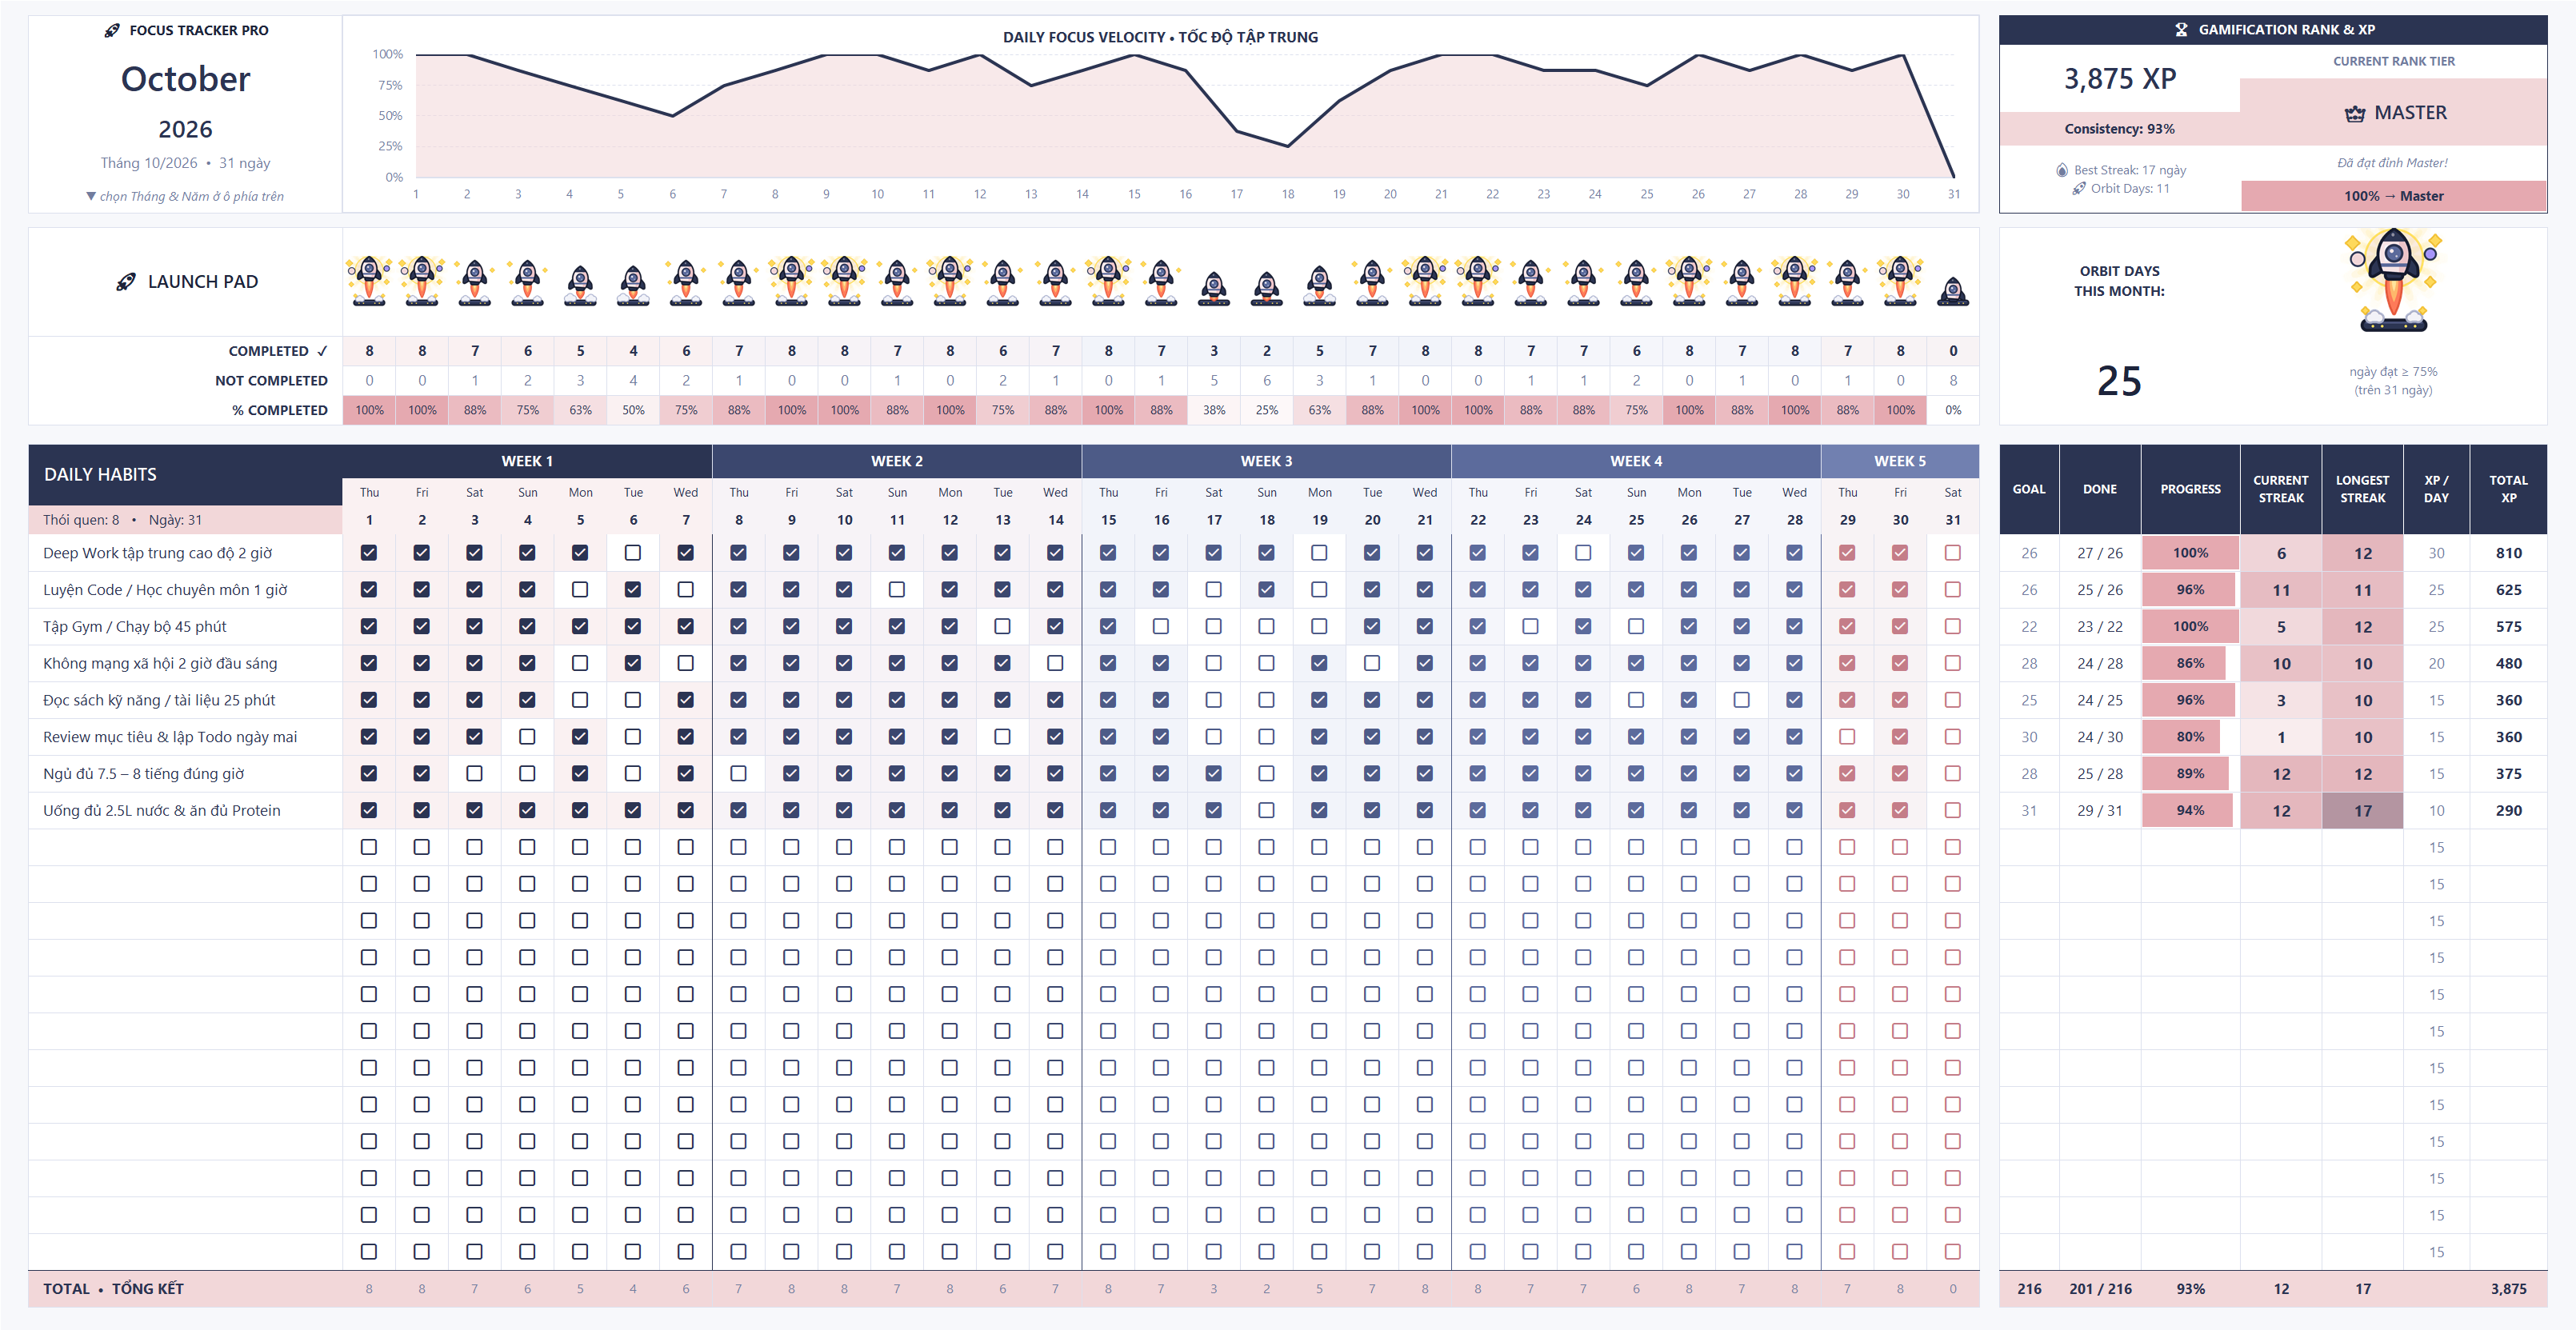 FOCUS TRACKER PRO
October
2026
Tháng 10/2026 • 31 ngày
▼ chọn Tháng & Năm ở ô phía trên
DAILY FOCUS VELOCITY • TỐC ĐỘ TẬP TRUNG
100%
75%
50%
25%
0%
1 2 3 4 5 6 7 8 9 10 11 12 13 14 15 16 17 18 19 20 21 22 23 24 25 26 27 28 29 30 31
GAMIFICATION RANK & XP
3,875 XP
Consistency: 93%
Best Streak: 17 ngày
Orbit Days: 11
CURRENT RANK TIER
MASTER
Đã đạt đỉnh Master!
100% → Master
LAUNCH PAD
COMPLETED ✓ 8 8 7 6 5 4 6 7 8 8 7 8 6 7 8 7 3 2 5 7 8 8 7 7 6 8 7 8 7 8 0
NOT COMPLETED 0 0 1 2 3 4 2 1 0 0 1 0 2 1 0 1 5 6 3 1 0 0 1 1 2 0 1 0 1 0 8
% COMPLETED 100% 100% 88% 75% 63% 50% 75% 88% 100% 100% 88% 100% 75% 88% 100% 88% 38% 25% 63% 88% 100% 100% 88% 88% 75% 100% 88% 100% 88% 100% 0%
ORBIT DAYS
THIS MONTH:
25
ngày đạt ≥ 75%
(trên 31 ngày)
DAILY HABITS
WEEK 1 WEEK 2 WEEK 3 WEEK 4 WEEK 5
Thu Fri Sat Sun Mon Tue Wed Thu Fri Sat Sun Mon Tue Wed Thu Fri Sat Sun Mon Tue Wed Thu Fri Sat Sun Mon Tue Wed Thu Fri Sat
Thói quen: 8 • Ngày: 31
1 2 3 4 5 6 7 8 9 10 11 12 13 14 15 16 17 18 19 20 21 22 23 24 25 26 27 28 29 30 31
GOAL DONE PROGRESS CURRENT STREAK LONGEST STREAK XP / DAY TOTAL XP
Deep Work tập trung cao độ 2 giờ 26 27 / 26 100% 6 12 30 810
Luyện Code / Học chuyên môn 1 giờ 26 25 / 26 96% 11 11 25 625
Tập Gym / Chạy bộ 45 phút 22 23 / 22 100% 5 12 25 575
Không mạng xã hội 2 giờ đầu sáng 28 24 / 28 86% 10 10 20 480
Đọc sách kỹ năng / tài liệu 25 phút 25 24 / 25 96% 3 10 15 360
Review mục tiêu & lập Todo ngày mai 30 24 / 30 80% 1 10 15 360
Ngủ đủ 7.5 – 8 tiếng đúng giờ 28 25 / 28 89% 12 12 15 375
Uống đủ 2.5L nước & ăn đủ Protein 31 29 / 31 94% 12 17 10 290
15
15
15
15
15
15
15
15
15
15
15
15
TOTAL • TỔNG KẾT 8 8 7 6 5 4 6 7 8 8 7 8 6 7 8 7 3 2 5 7 8 8 7 7 6 8 7 8 7 8 0 216 201 / 216 93% 12 17 3,875